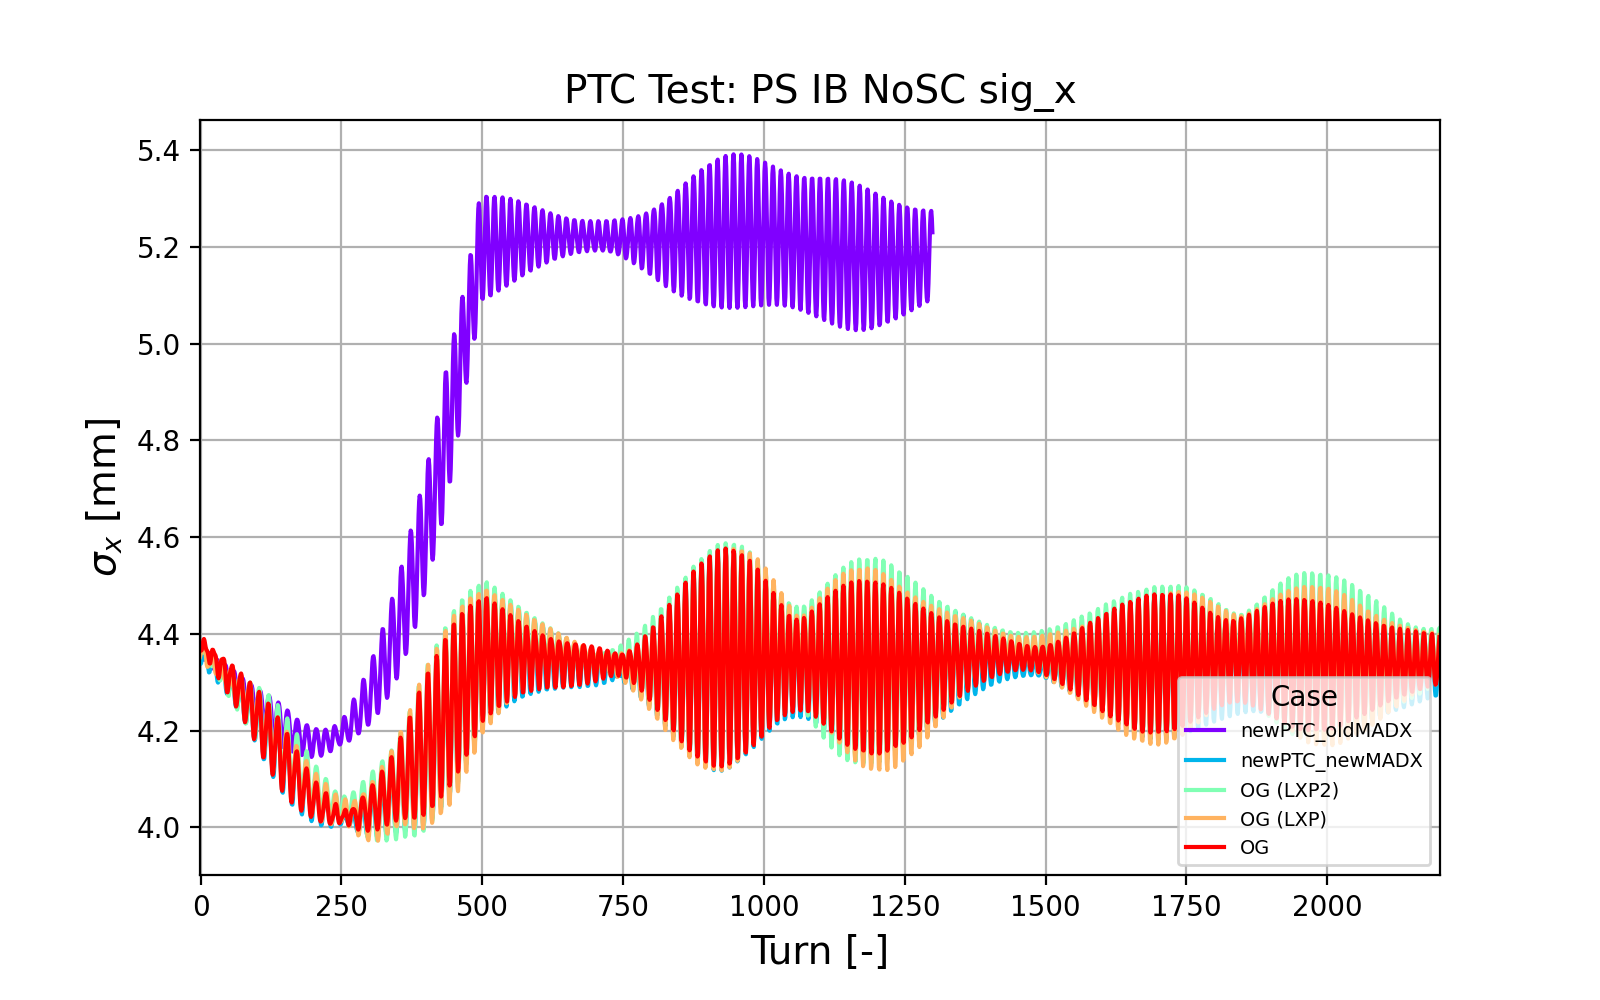 PTC Test: PS IB NoSC sig_x
5.4
5.2
5.0
4.8
4.6
4.4
4.2
4.0
σx [mm]
0 250 500 750 1000 1250 1500 1750 2000
Turn [-]
Case
newPTC_oldMADX
newPTC_newMADX
OG (LXP2)
OG (LXP)
OG